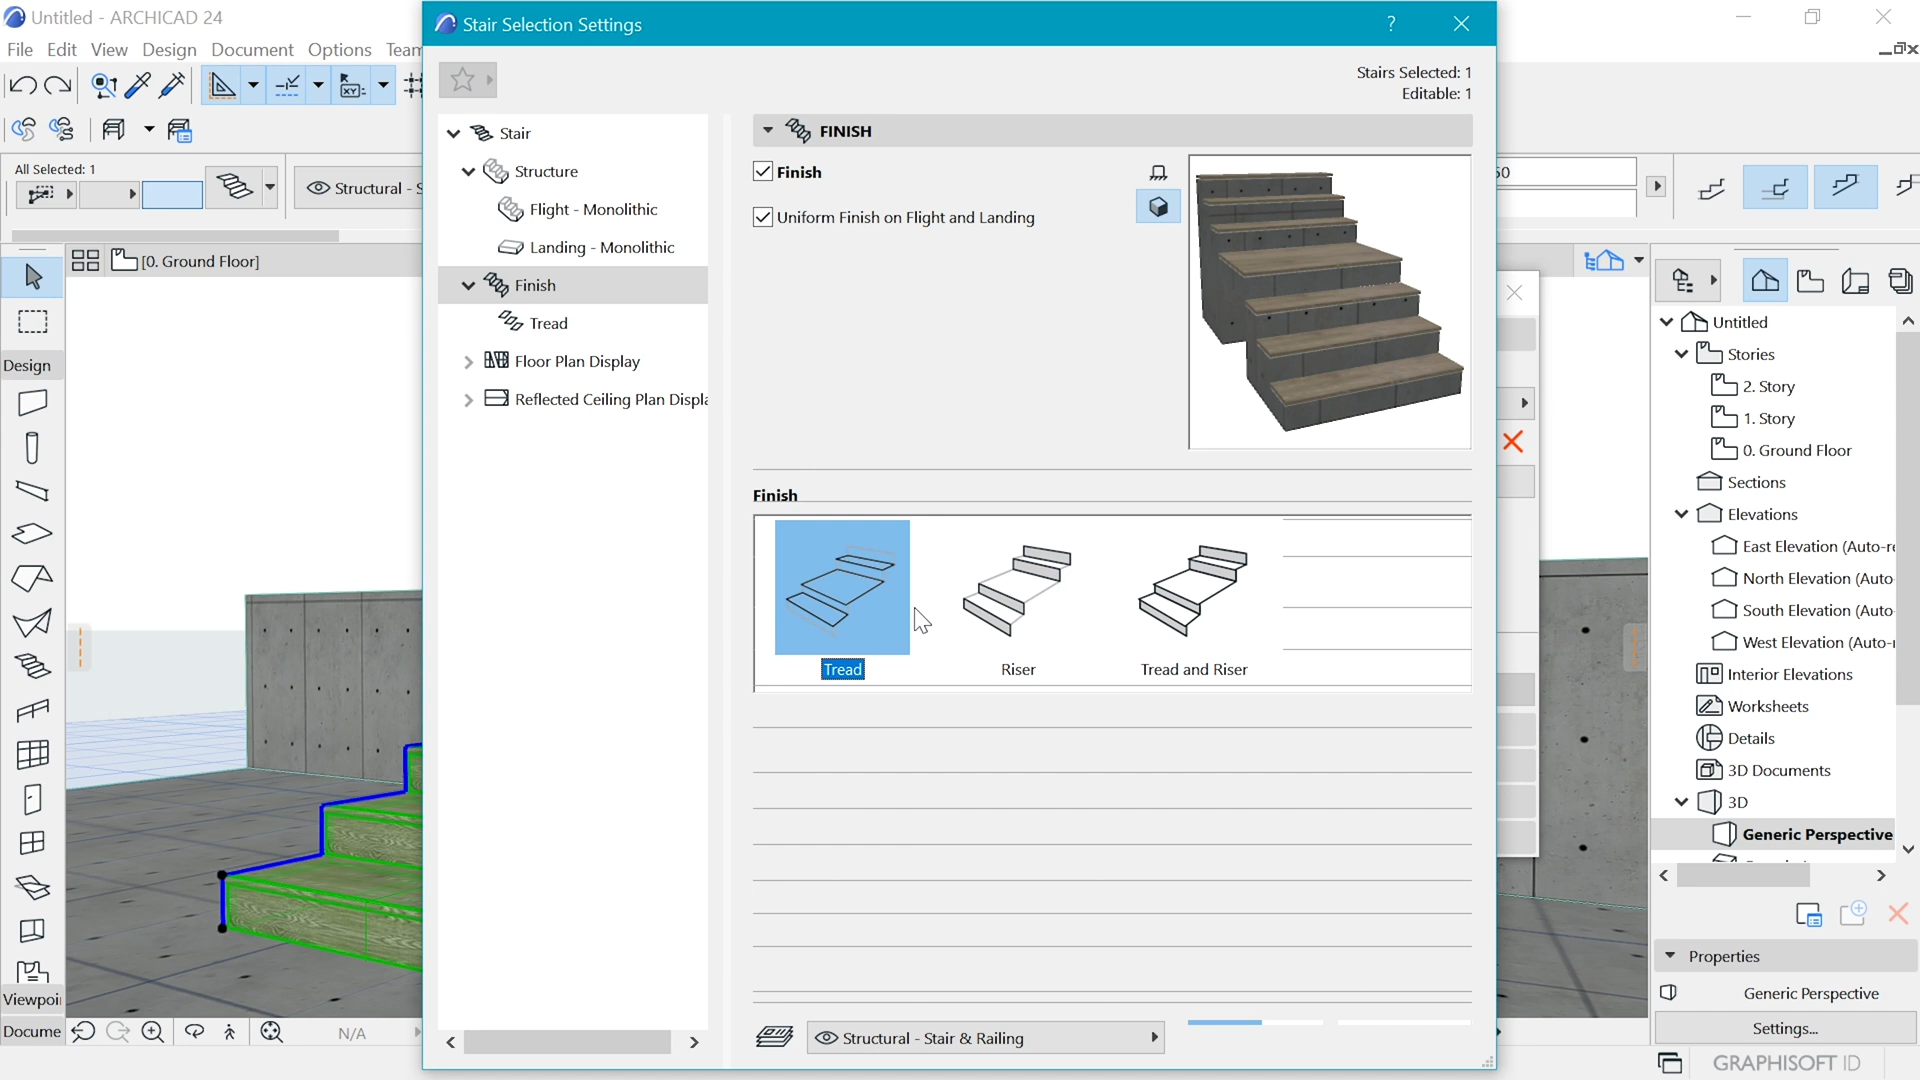 Untitled - ARCHICAD 24
File Edit View Design Document Options Team
All Selected: 1
Structural - S
[0. Ground Floor]
Design
Viewpoi
Docume
N/A
Stair Selection Settings
?
Stairs Selected: 1
Editable: 1
Stair
Structure
Flight - Monolithic
Landing - Monolithic
Finish
Tread
Floor Plan Display
Reflected Ceiling Plan Displa
FINISH
Finish
Uniform Finish on Flight and Landing
Finish
Tread
Riser
Tread and Riser
Structural - Stair & Railing
50
Untitled
Stories
2. Story
1. Story
0. Ground Floor
Sections
Elevations
East Elevation (Auto-re
North Elevation (Auto
South Elevation (Auto
West Elevation (Auto-r
Interior Elevations
Worksheets
Details
3D Documents
3D
Generic Perspective
Properties
Generic Perspective
Settings...
GRAPHISOFT ID